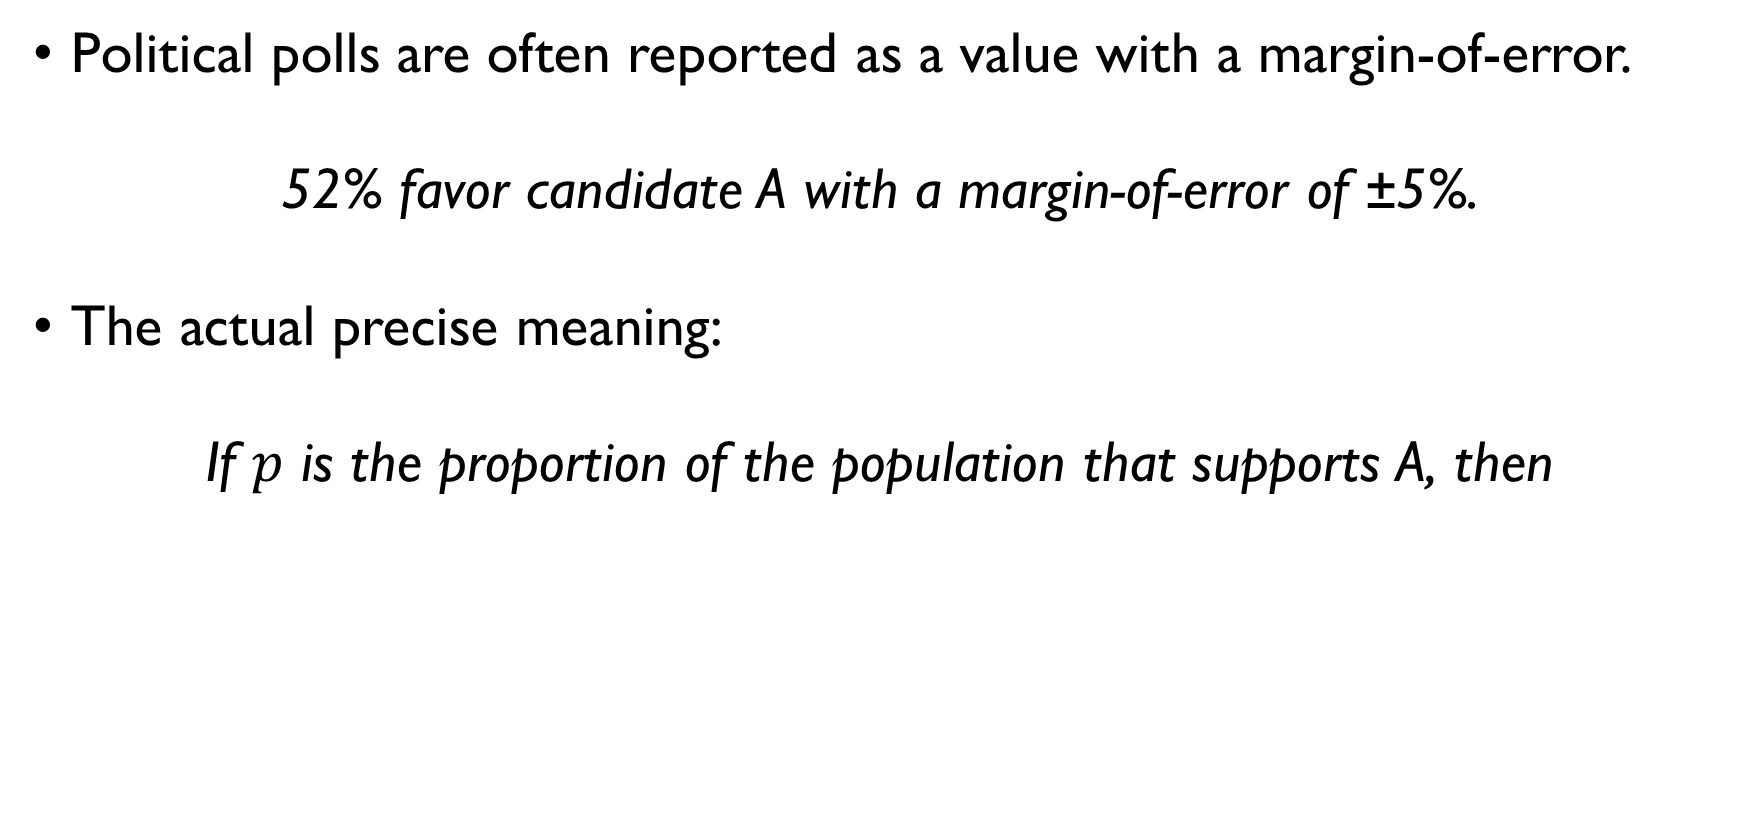 • Political polls are often reported as a value with a margin-of-error.
52% favor candidate A with a margin-of-error of ±5%.
• The actual precise meaning:
If p is the proportion of the population that supports A, then